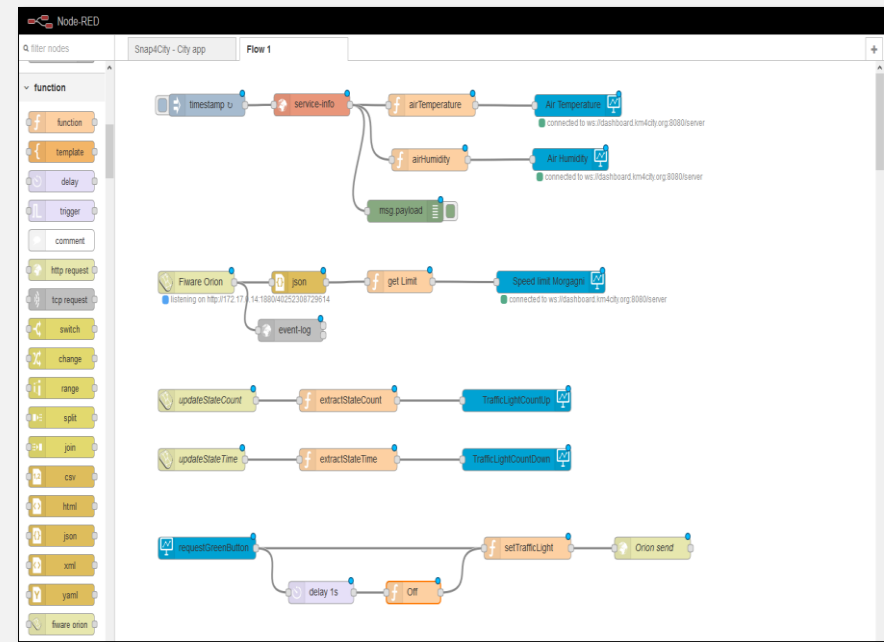 Node-RED
filter nodes
Snap4City - City app
Flow 1
+
function
function
template
delay
trigger
comment
http request
tcp request
switch
change
range
split
join
csv
html
json
xml
yaml
fiware orion
timestamp ↻
service-info
airTemperature
Air Temperature
connected to ws://dashboard.km4city.org:8080/server
airHumidity
Air Humidity
connected to ws://dashboard.km4city.org:8080/server
msg.payload
Fiware Orion
json
get Limit
Speed limit Morgagni
listening on http://172.17.0.14:1880/40252308729614
connected to ws://dashboard.km4city.org:8080/server
event-log
updateStateCount
extractStateCount
TrafficLightCountUp
updateStateTime
extractStateTime
TrafficLightCountDown
requestGreenButton
setTrafficLight
Orion send
delay 1s
Off